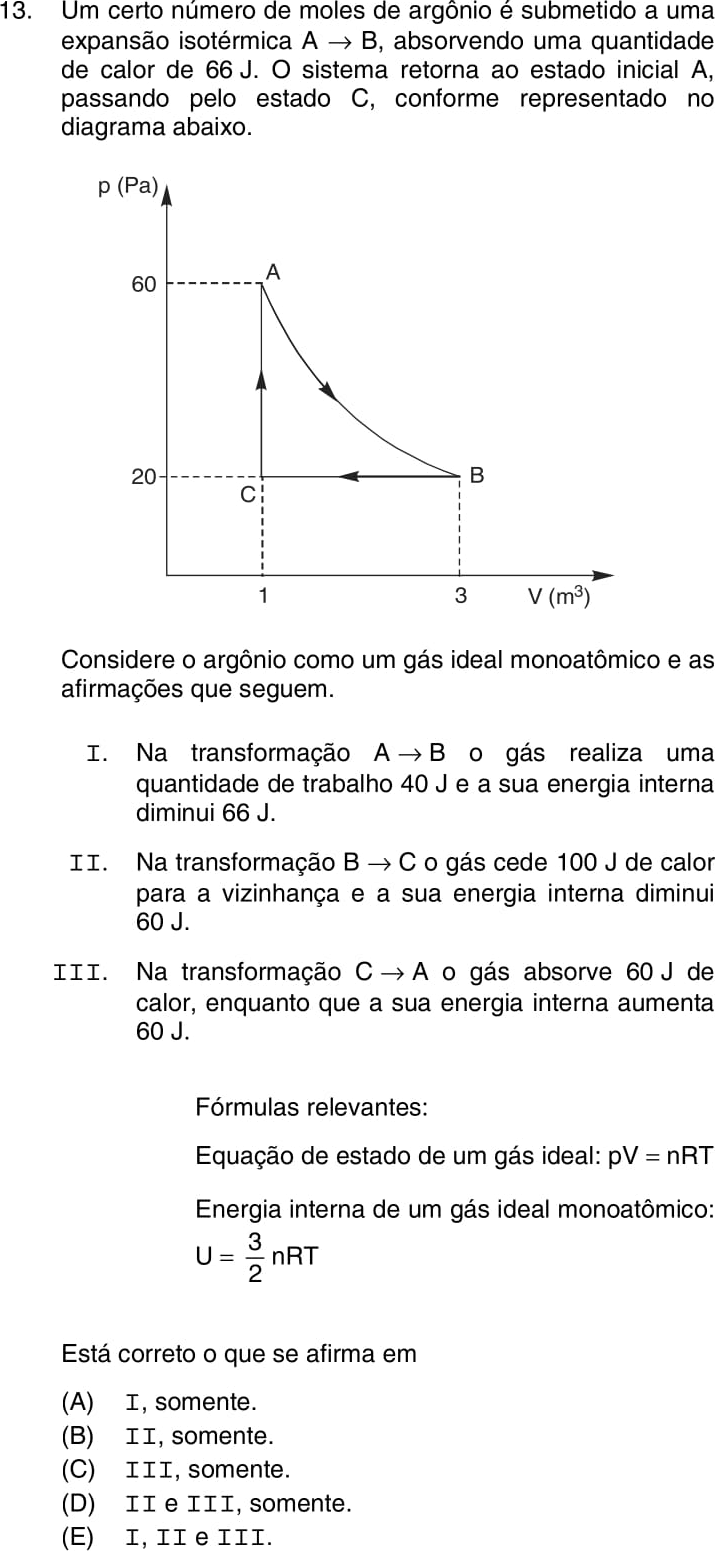 13. Um certo número de moles de argônio é submetido a uma
expansão isotérmica A → B, absorvendo uma quantidade
de calor de 66 J. O sistema retorna ao estado inicial A,
passando pelo estado C, conforme representado no
diagrama abaixo.
p (Pa)
A
60
20
B
C
1
3
V (m³)
Considere o argônio como um gás ideal monoatômico e as
afirmações que seguem.
I. Na transformação A → B o gás realiza uma
quantidade de trabalho 40 J e a sua energia interna
diminui 66 J.
II. Na transformação B → C o gás cede 100 J de calor
para a vizinhança e a sua energia interna diminui
60 J.
III. Na transformação C → A o gás absorve 60 J de
calor, enquanto que a sua energia interna aumenta
60 J.
Fórmulas relevantes:
Equação de estado de um gás ideal: pV = nRT
Energia interna de um gás ideal monoatômico:
U = 3/2 nRT
Está correto o que se afirma em
(A) I, somente.
(B) II, somente.
(C) III, somente.
(D) II e III, somente.
(E) I, II e III.